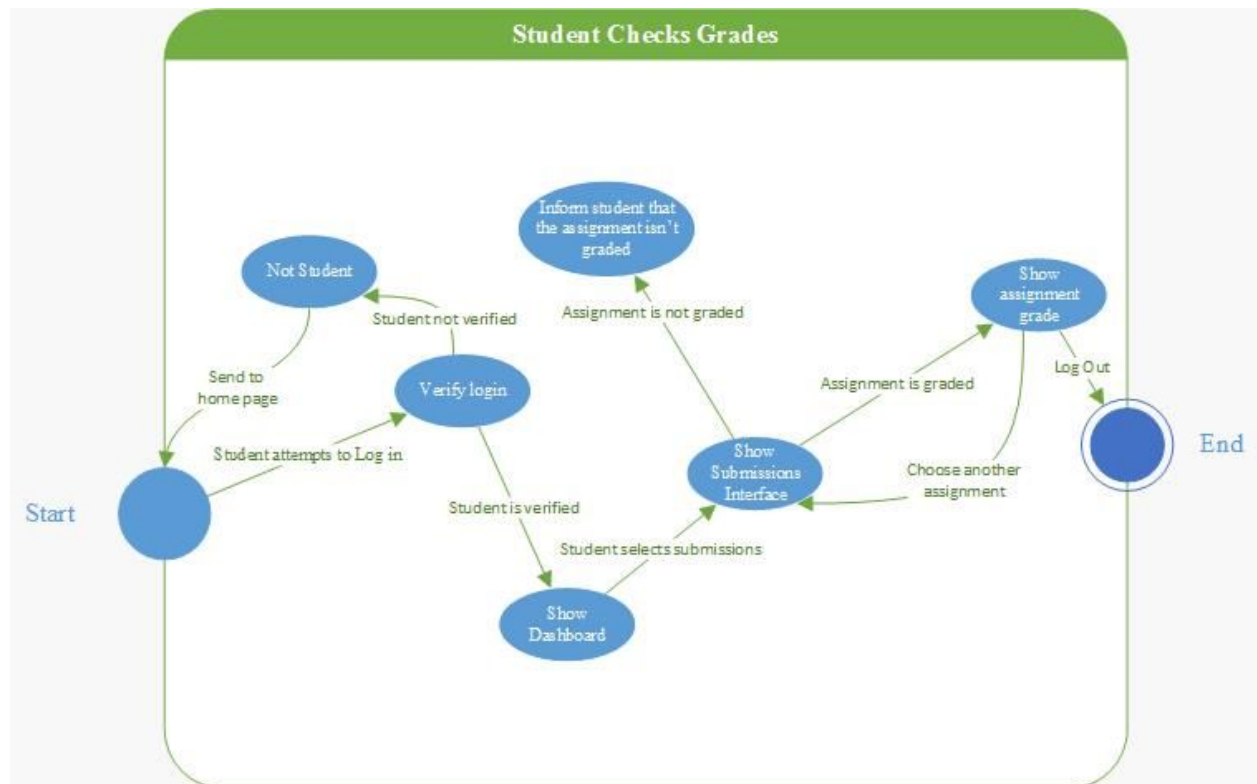 Student Checks Grades
Inform student that
the assignment isn't
graded
Not Student
Show
assignment
grade
Student not verified
Assignment is not graded
Send to
home page
Verify login
Assignment is graded
Log Out
Student attempts to Log in
Show
Submissions
Interface
Choose another
assignment
End
Start
Student is verified
Student selects submissions
Show
Dashboard